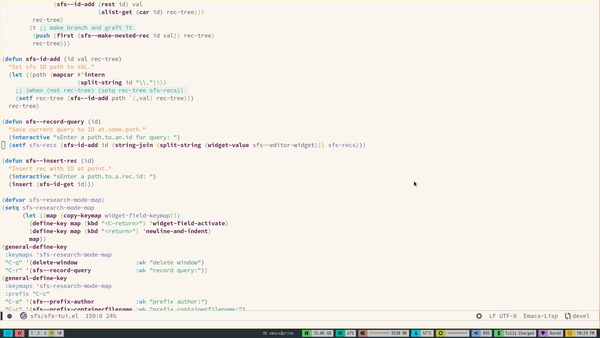 (sfs--id-add (rest id) val
(alist-get (car id) rec-tree)))
rec-tree)
(t ;; make branch and graft it
(push (first (sfs--make-nested-rec id val)) rec-tree)
rec-tree)))
(defun sfs-id-add (id val rec-tree)
"Set sfs ID path to VAL."
(let ((path (mapcar #'intern
(split-string id "\\."))))
;; (when (not rec-tree) (setq rec-tree sfs-recs))
(setf rec-tree (sfs--id-add path `(,val) rec-tree)))
rec-tree)
(defun sfs--record-query (id)
"Save current query to ID at.some.path."
(interactive "sEnter a path.to.an.id for query: ")
(setf sfs-recs (sfs-id-add id (string-join (split-string (widget-value sfs--editor-widget))) sfs-recs)))
(defun sfs--insert-rec (id)
"Insert rec with ID at point."
(interactive "sEnter a path.to.a.rec.id: ")
(insert (sfs-id-get id)))
(defvar sfs-research-mode-map)
(setq sfs-research-mode-map
(let ((map (copy-keymap widget-field-keymap)))
(define-key map (kbd "<C-return>") 'widget-field-activate)
(define-key map (kbd "<return>") 'newline-and-indent)
map))
(general-define-key
:keymaps 'sfs-research-mode-map
"C-q" '(delete-window :wk "delete window")
"C-r" '(sfs--record-query :wk "record query:"))
(general-define-key
:keymaps 'sfs-research-mode-map
:prefix "C-c"
"C-a" '(sfs--prefix-author :wk "prefix author:")
"C-c" '(sfs--prefix-containerfilename :wk "prefix containerfilename:")
sfs/sfs-tui.el 159:0 24% LF UTF-8 Emacs-Lisp devel